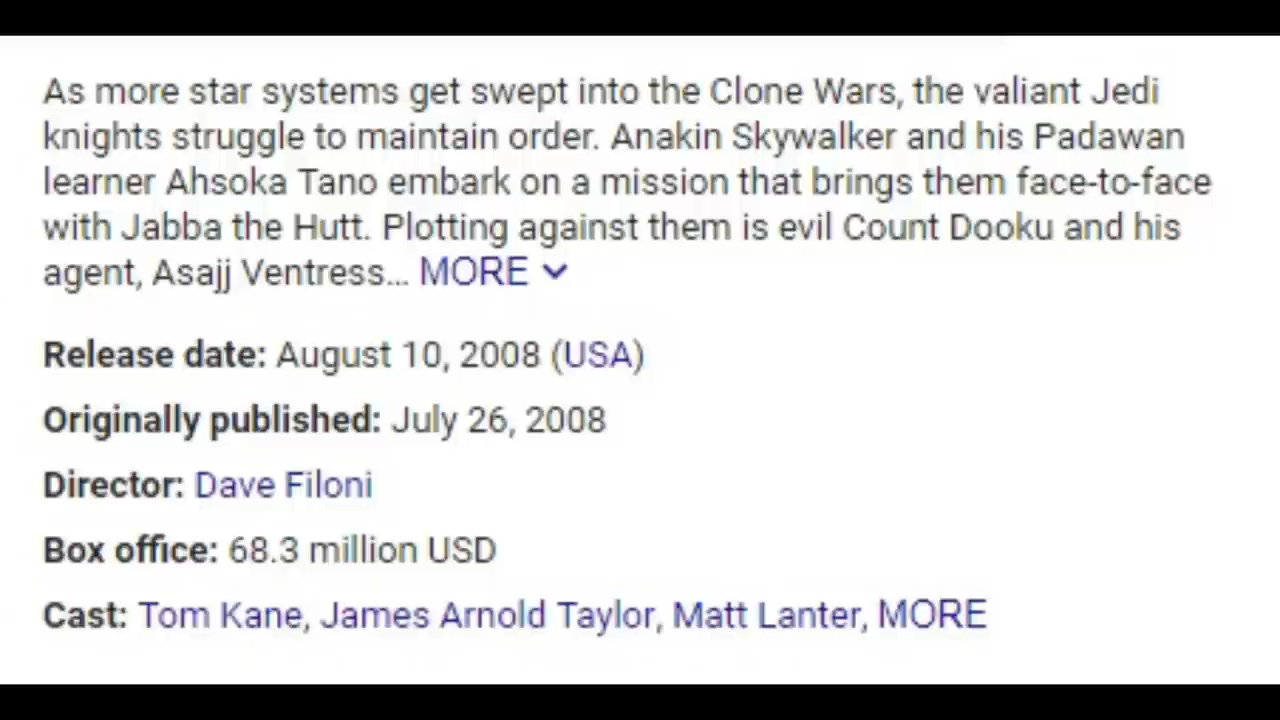 As more star systems get swept into the Clone Wars, the valiant Jedi
knights struggle to maintain order. Anakin Skywalker and his Padawan
learner Ahsoka Tano embark on a mission that brings them face-to-face
with Jabba the Hutt. Plotting against them is evil Count Dooku and his
agent, Asajj Ventress... MORE
Release date: August 10, 2008 (USA)
Originally published: July 26, 2008
Director: Dave Filoni
Box office: 68.3 million USD
Cast: Tom Kane, James Arnold Taylor, Matt Lanter, MORE